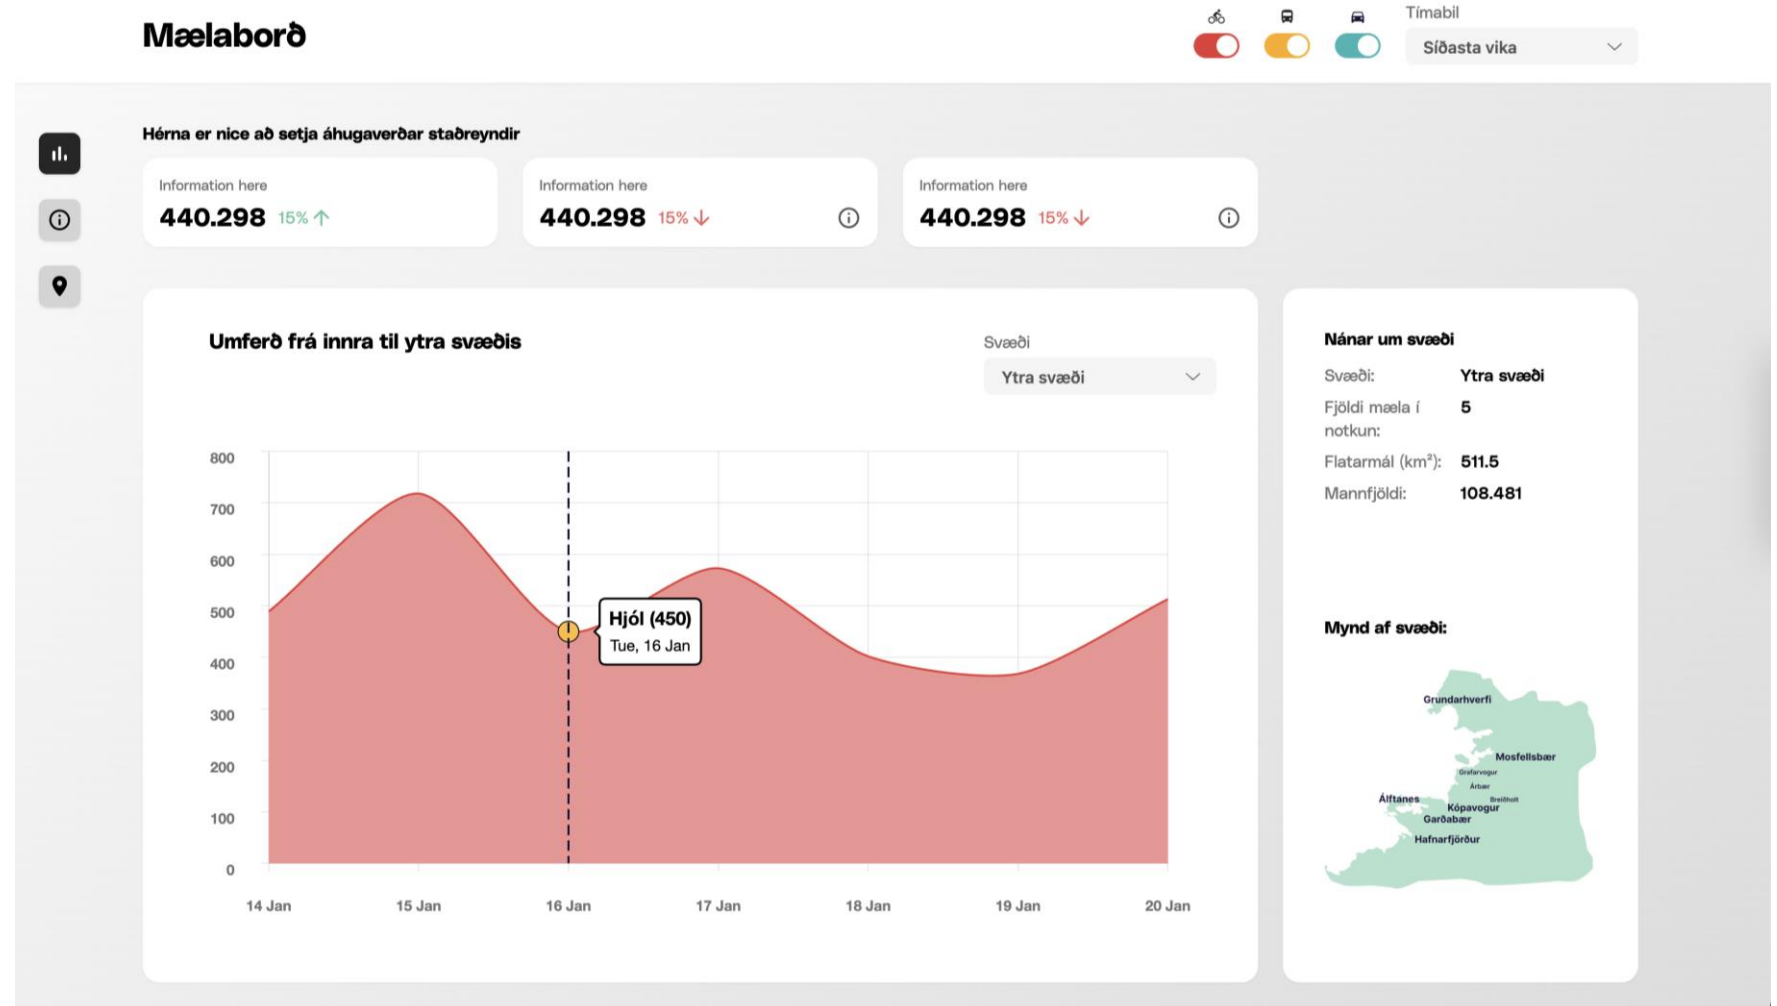 Mælaborð
Tímabil
Síðasta vika
Hérna er nice að setja áhugaverðar staðreyndir
Information here
440.298 15%
Information here
440.298 15%
Information here
440.298 15%
Umferð frá innra til ytra svæðis
Svæði
Ytra svæði
800
700
600
500
400
300
200
100
0
Hjól (450)
Tue, 16 Jan
14 Jan
15 Jan
16 Jan
17 Jan
18 Jan
19 Jan
20 Jan
Nánar um svæði
Svæði: Ytra svæði
Fjöldi mæla í 5
notkun:
Flatarmál (km²): 511.5
Mannfjöldi: 108.481
Mynd af svæði:
Grundarhverfi
Mosfellsbær
Grafarvogur
Árbær
Breiðholt
Álftanes
Kópavogur
Garðabær
Hafnarfjörður